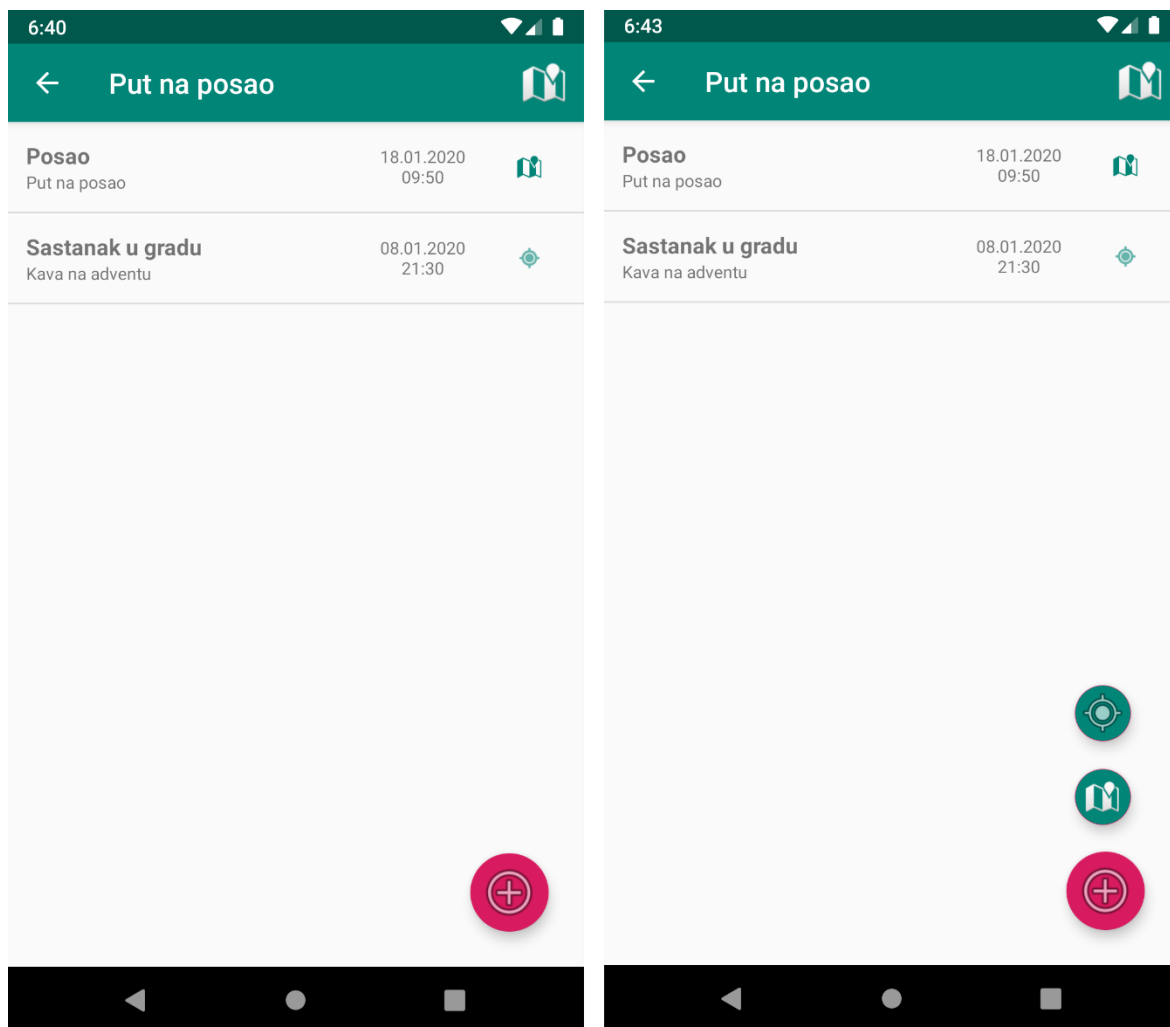 6:40
Put na posao
Posao
Put na posao
18.01.2020
09:50
Sastanak u gradu
Kava na adventu
08.01.2020
21:30
6:43
Put na posao
Posao
Put na posao
18.01.2020
09:50
Sastanak u gradu
Kava na adventu
08.01.2020
21:30